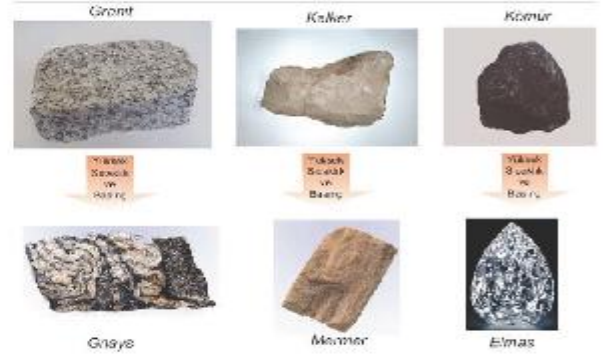 Granit Kalker Kömür
Yüksek Sıcaklık ve Basınç
Yüksek Sıcaklık ve Basınç
Yüksek Sıcaklık ve Basınç
Gnays Mermer Elmas